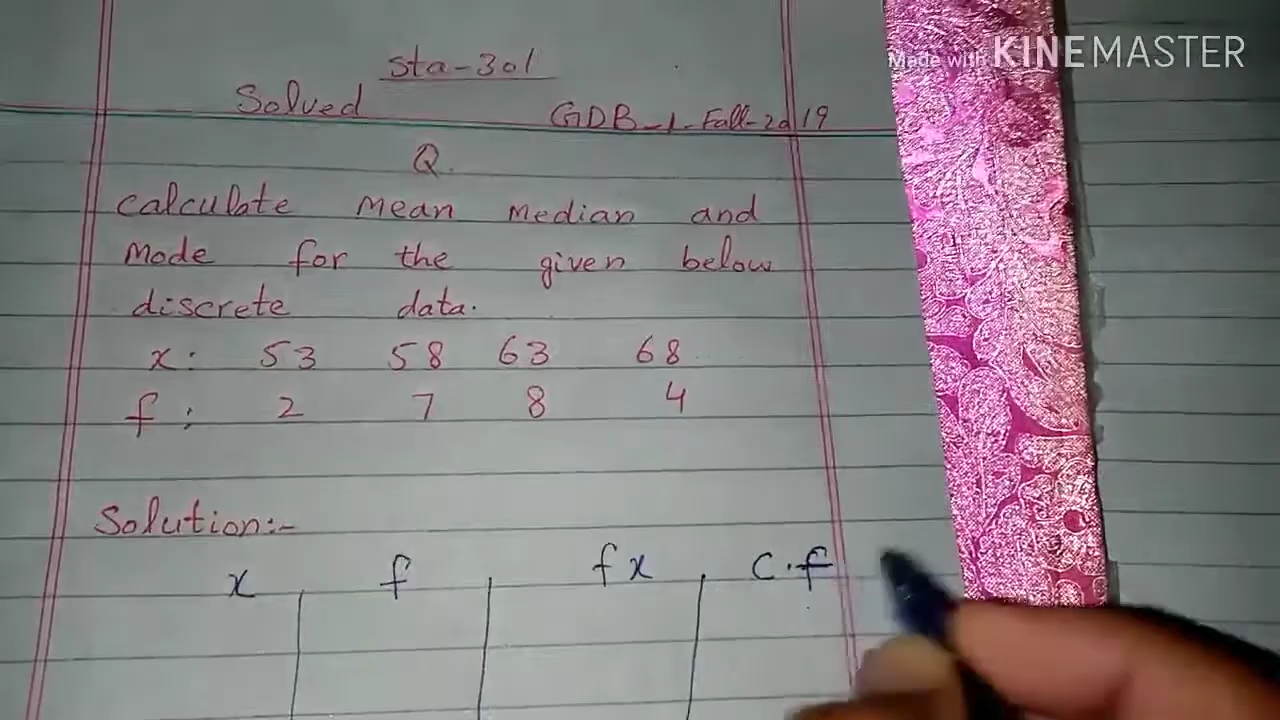 Made with KINEMASTER
Sta-301
Solved GDB-1-Fall-2019
Q.
Calculate Mean Median and
Mode for the given below
discrete data.
x: 53 58 63 68
f: 2 7 8 4
Solution:-
x f fx C.f